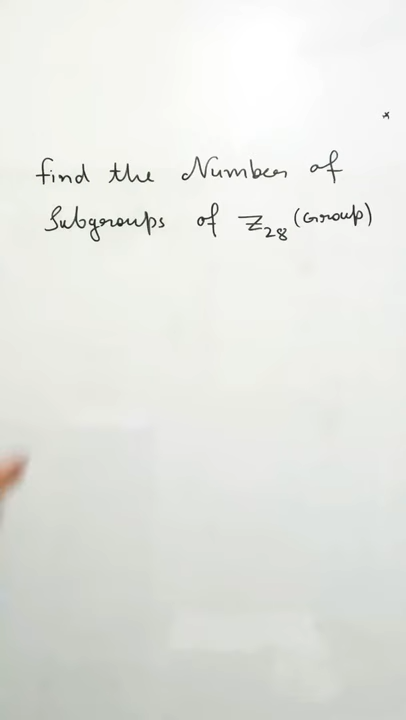 find the Number of
Subgroups of Z₂₈ (Group)